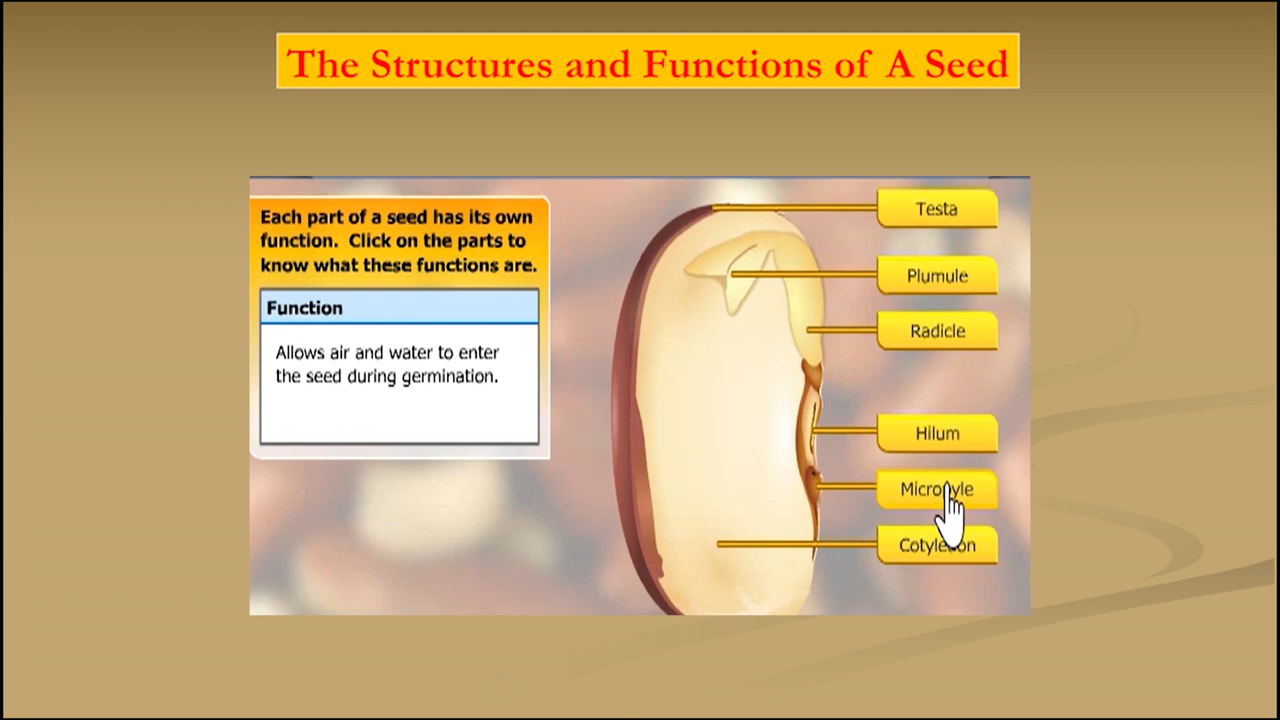 The Structures and Functions of A Seed
Each part of a seed has its own
function. Click on the parts to
know what these functions are.
Function
Allows air and water to enter
the seed during germination.
Testa
Plumule
Radicle
Hilum
Micropyle
Cotyledon